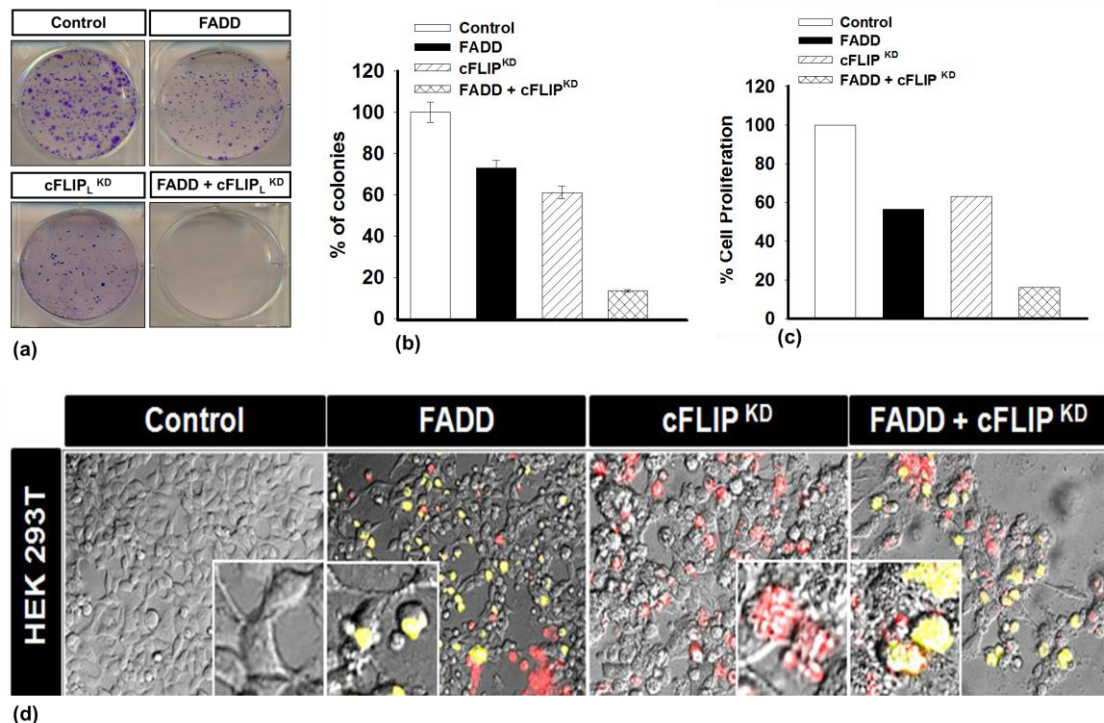 Control
FADD
cFLIPL KD
FADD + cFLIPL KD
(a)
Control
FADD
cFLIPKD
FADD + cFLIPKD
% of colonies
120
100
80
60
40
20
0
(b)
Control
FADD
cFLIP KD
FADD + cFLIP KD
% Cell Proliferation
120
100
80
60
40
20
0
(c)
Control
FADD
cFLIP KD
FADD + cFLIP KD
HEK 293T
(d)